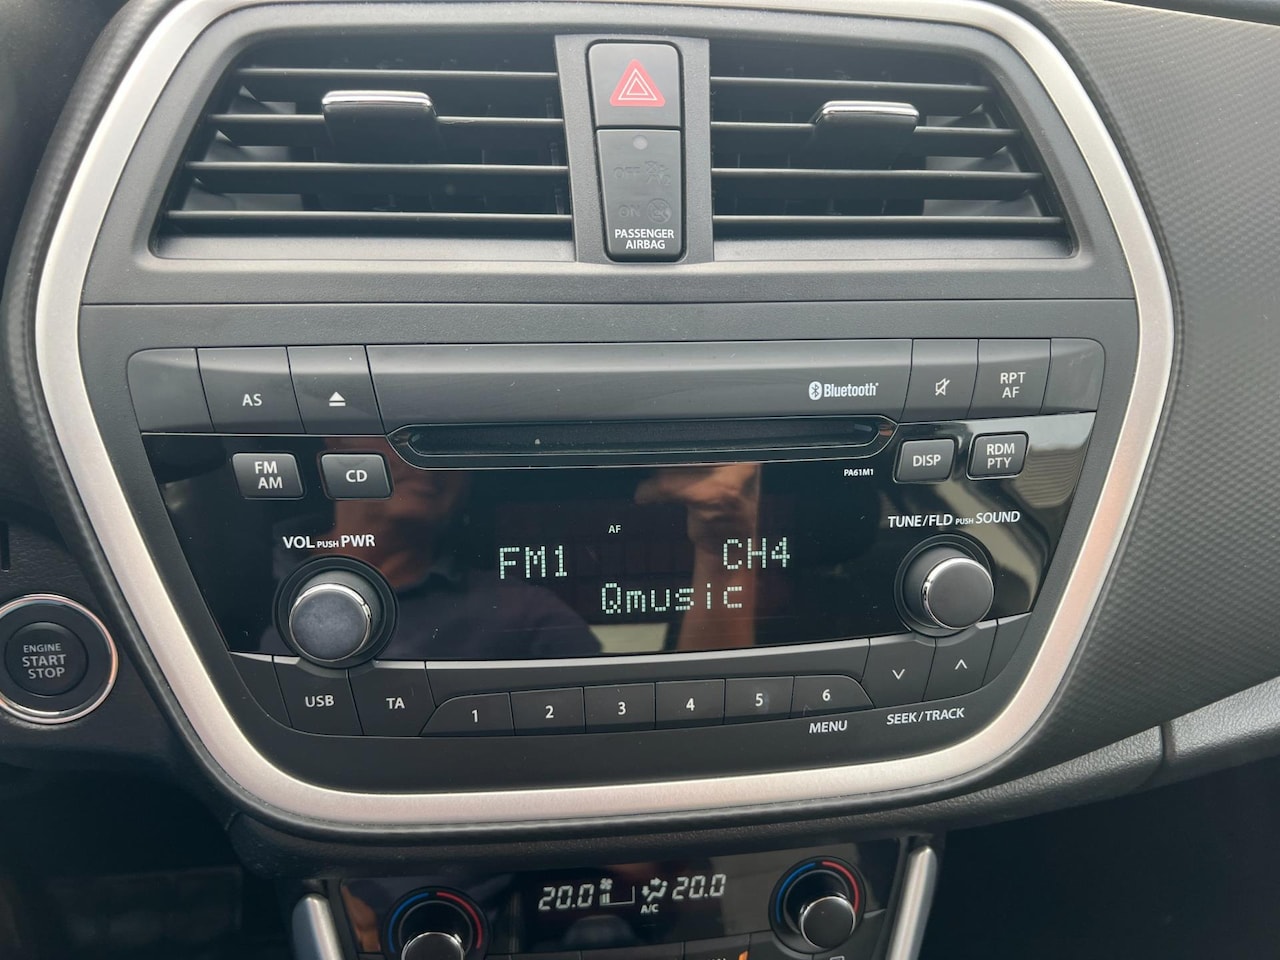 OFF
ON
PASSENGER
AIRBAG
AS
Bluetooth
RPT
AF
FM
AM
CD
PA61M1
DISP
RDM
PTY
VOL PUSH PWR
TUNE/FLD PUSH SOUND
AF
FM1 CH4
Qmusic
ENGINE
START
STOP
USB
TA
1 2 3 4 5 6
MENU
SEEK/TRACK
20.0 20.0
A/C